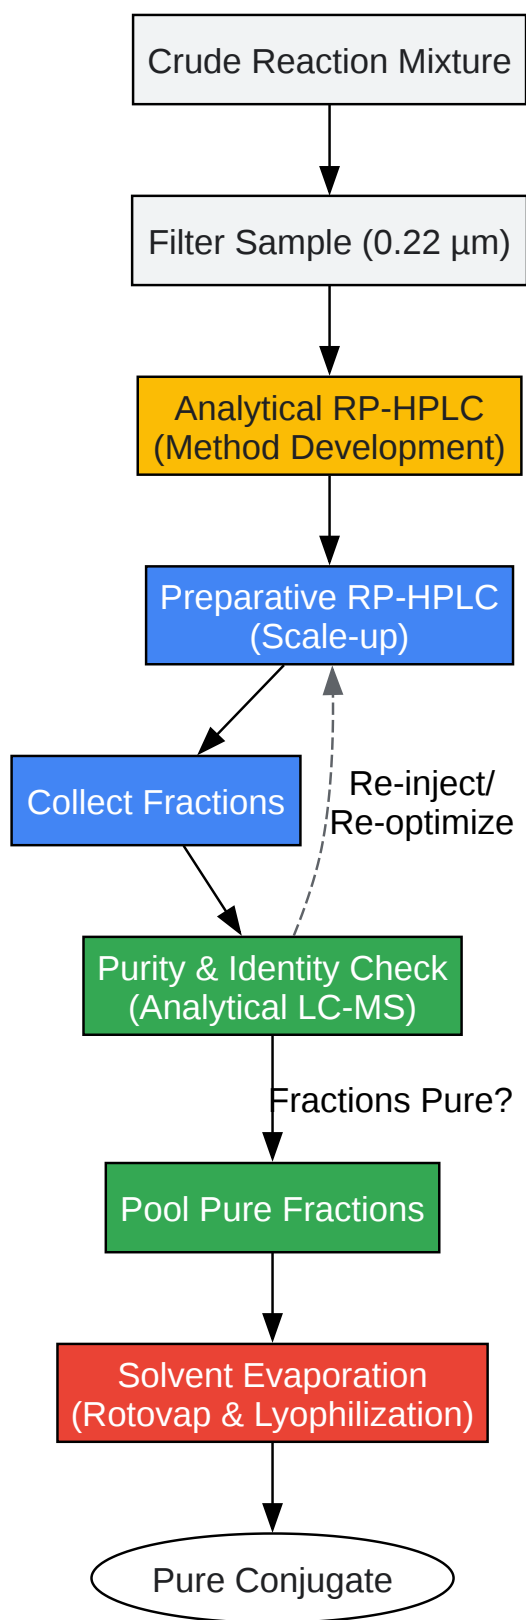 Crude Reaction Mixture
Filter Sample (0.22 µm)
Analytical RP-HPLC
(Method Development)
Preparative RP-HPLC
(Scale-up)
Collect Fractions
Re-inject/
Re-optimize
Purity & Identity Check
(Analytical LC-MS)
Fractions Pure?
Pool Pure Fractions
Solvent Evaporation
(Rotovap & Lyophilization)
Pure Conjugate